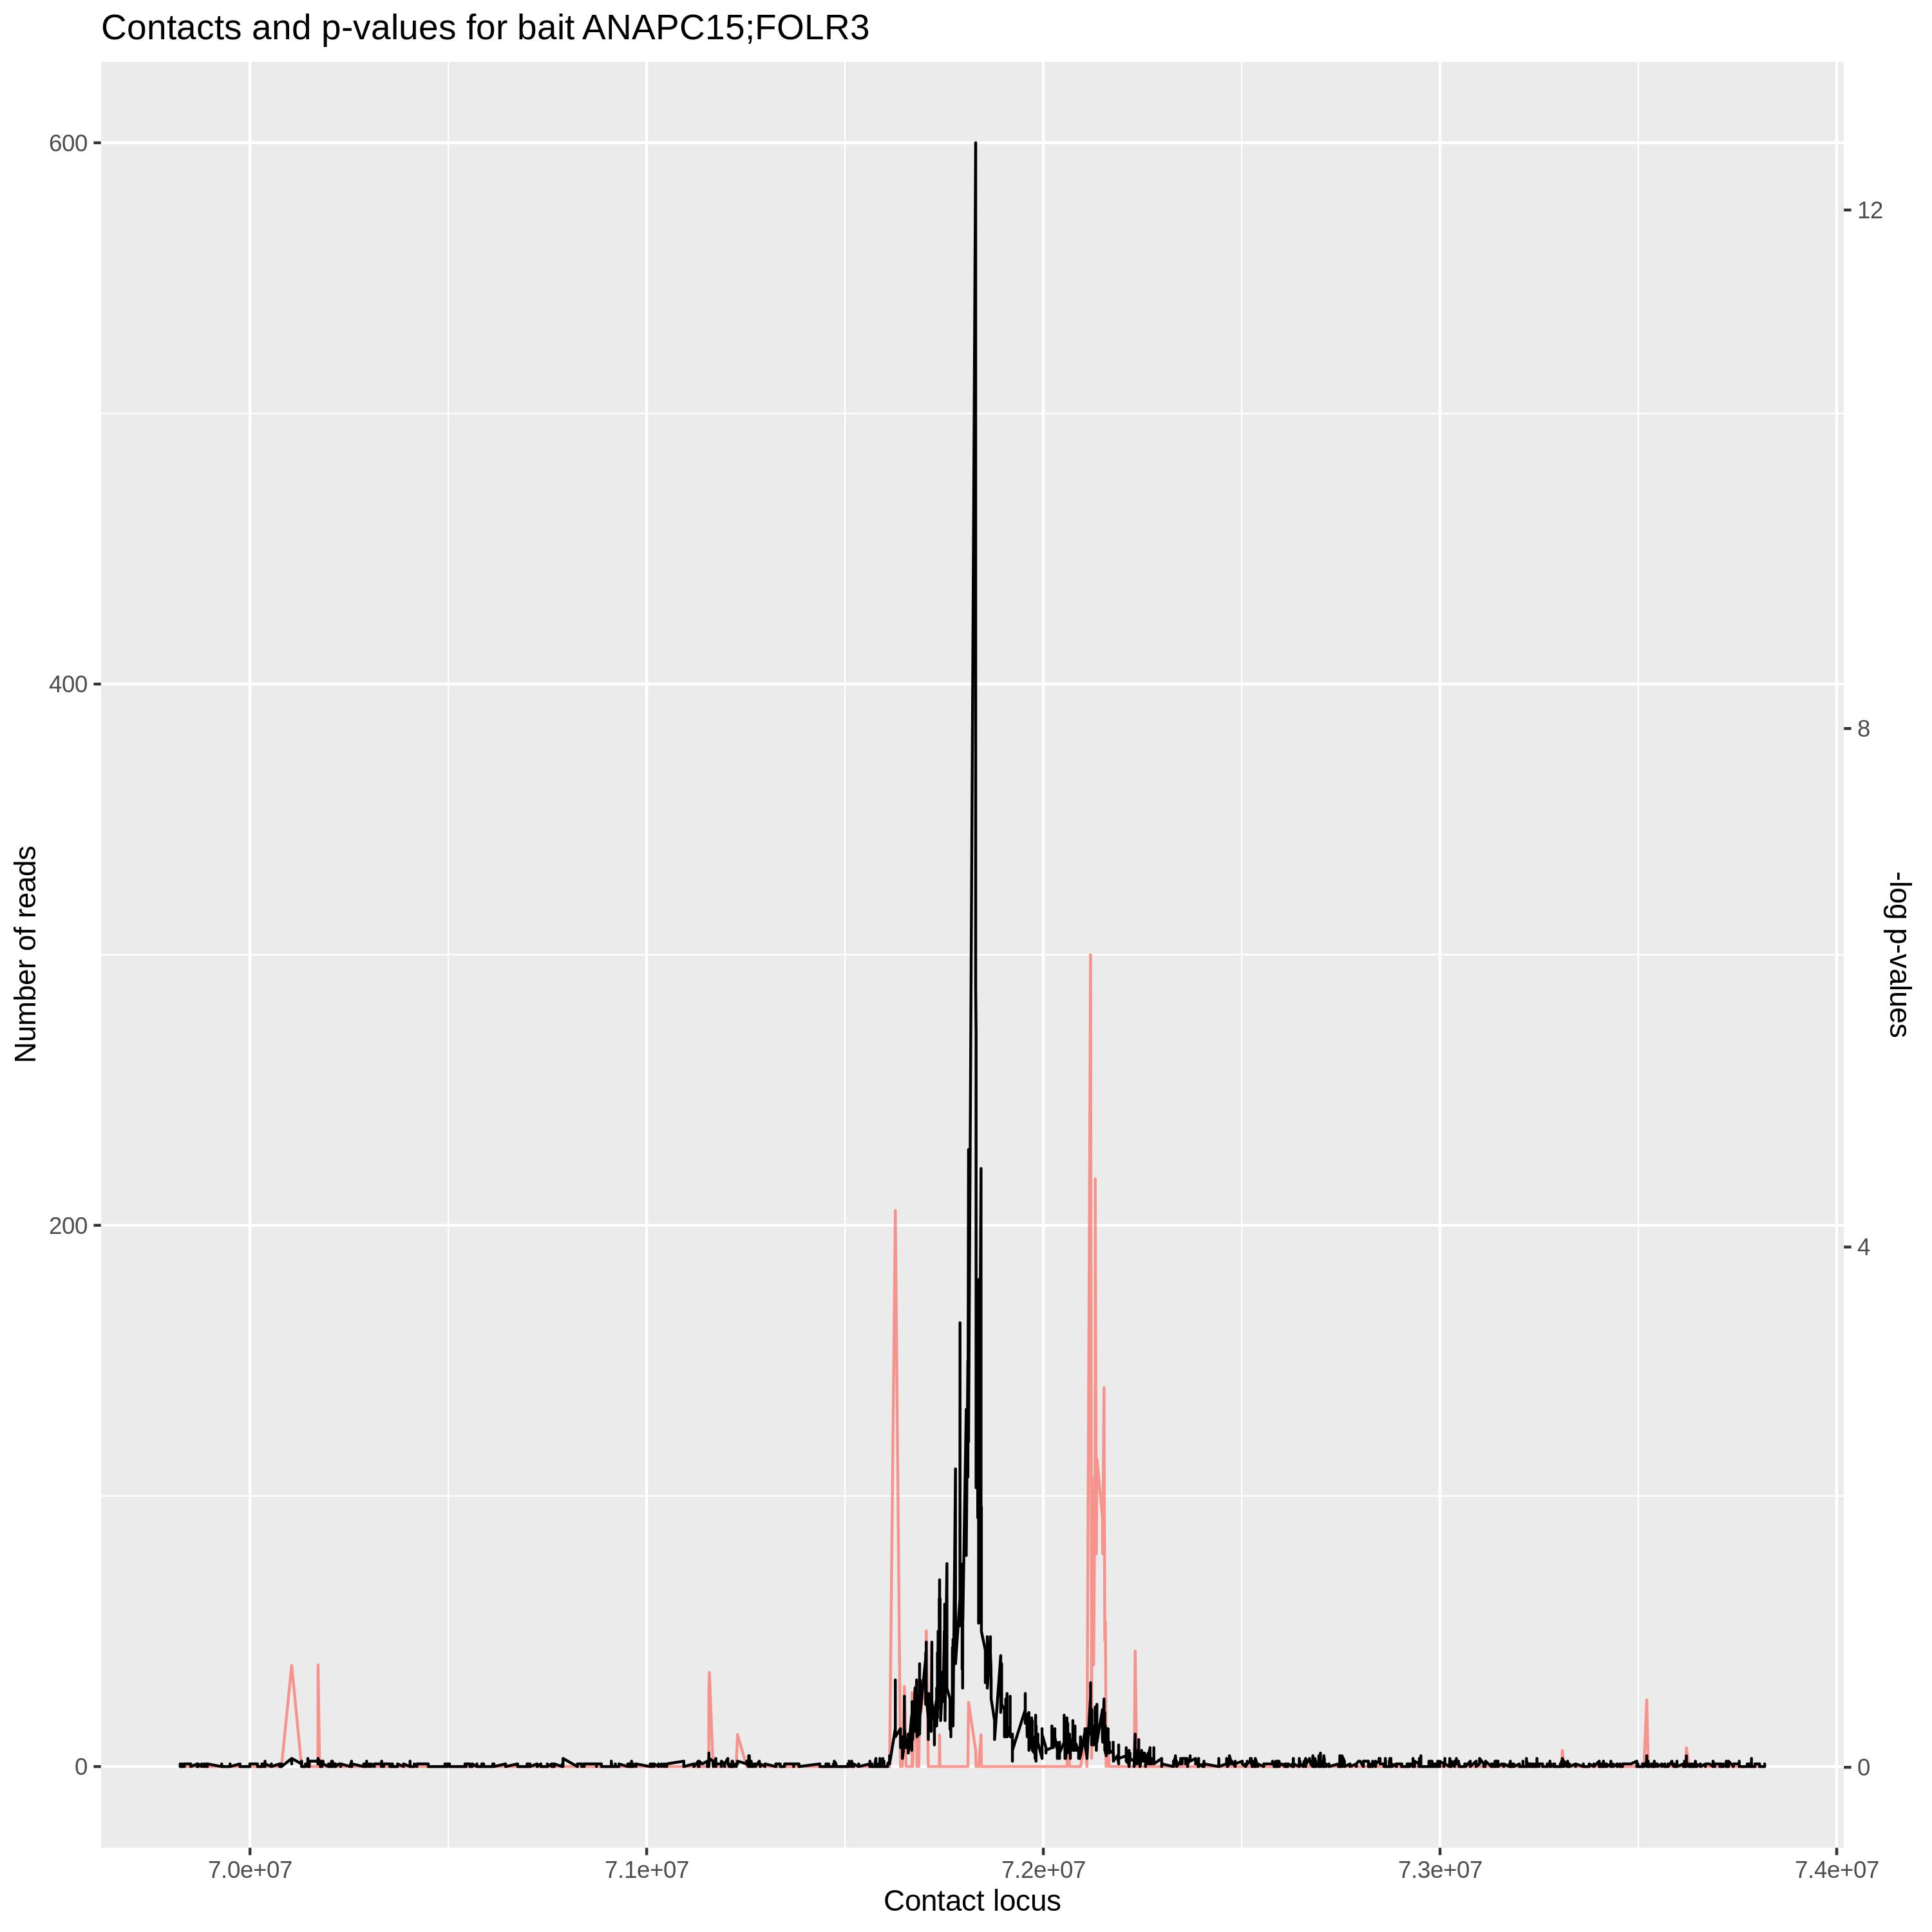 Contacts and p-values for bait ANAPC15;FOLR3
600
400
200
0
12
8
4
0
Number of reads
-log p-values
7.0e+07 7.1e+07 7.2e+07 7.3e+07 7.4e+07
Contact locus